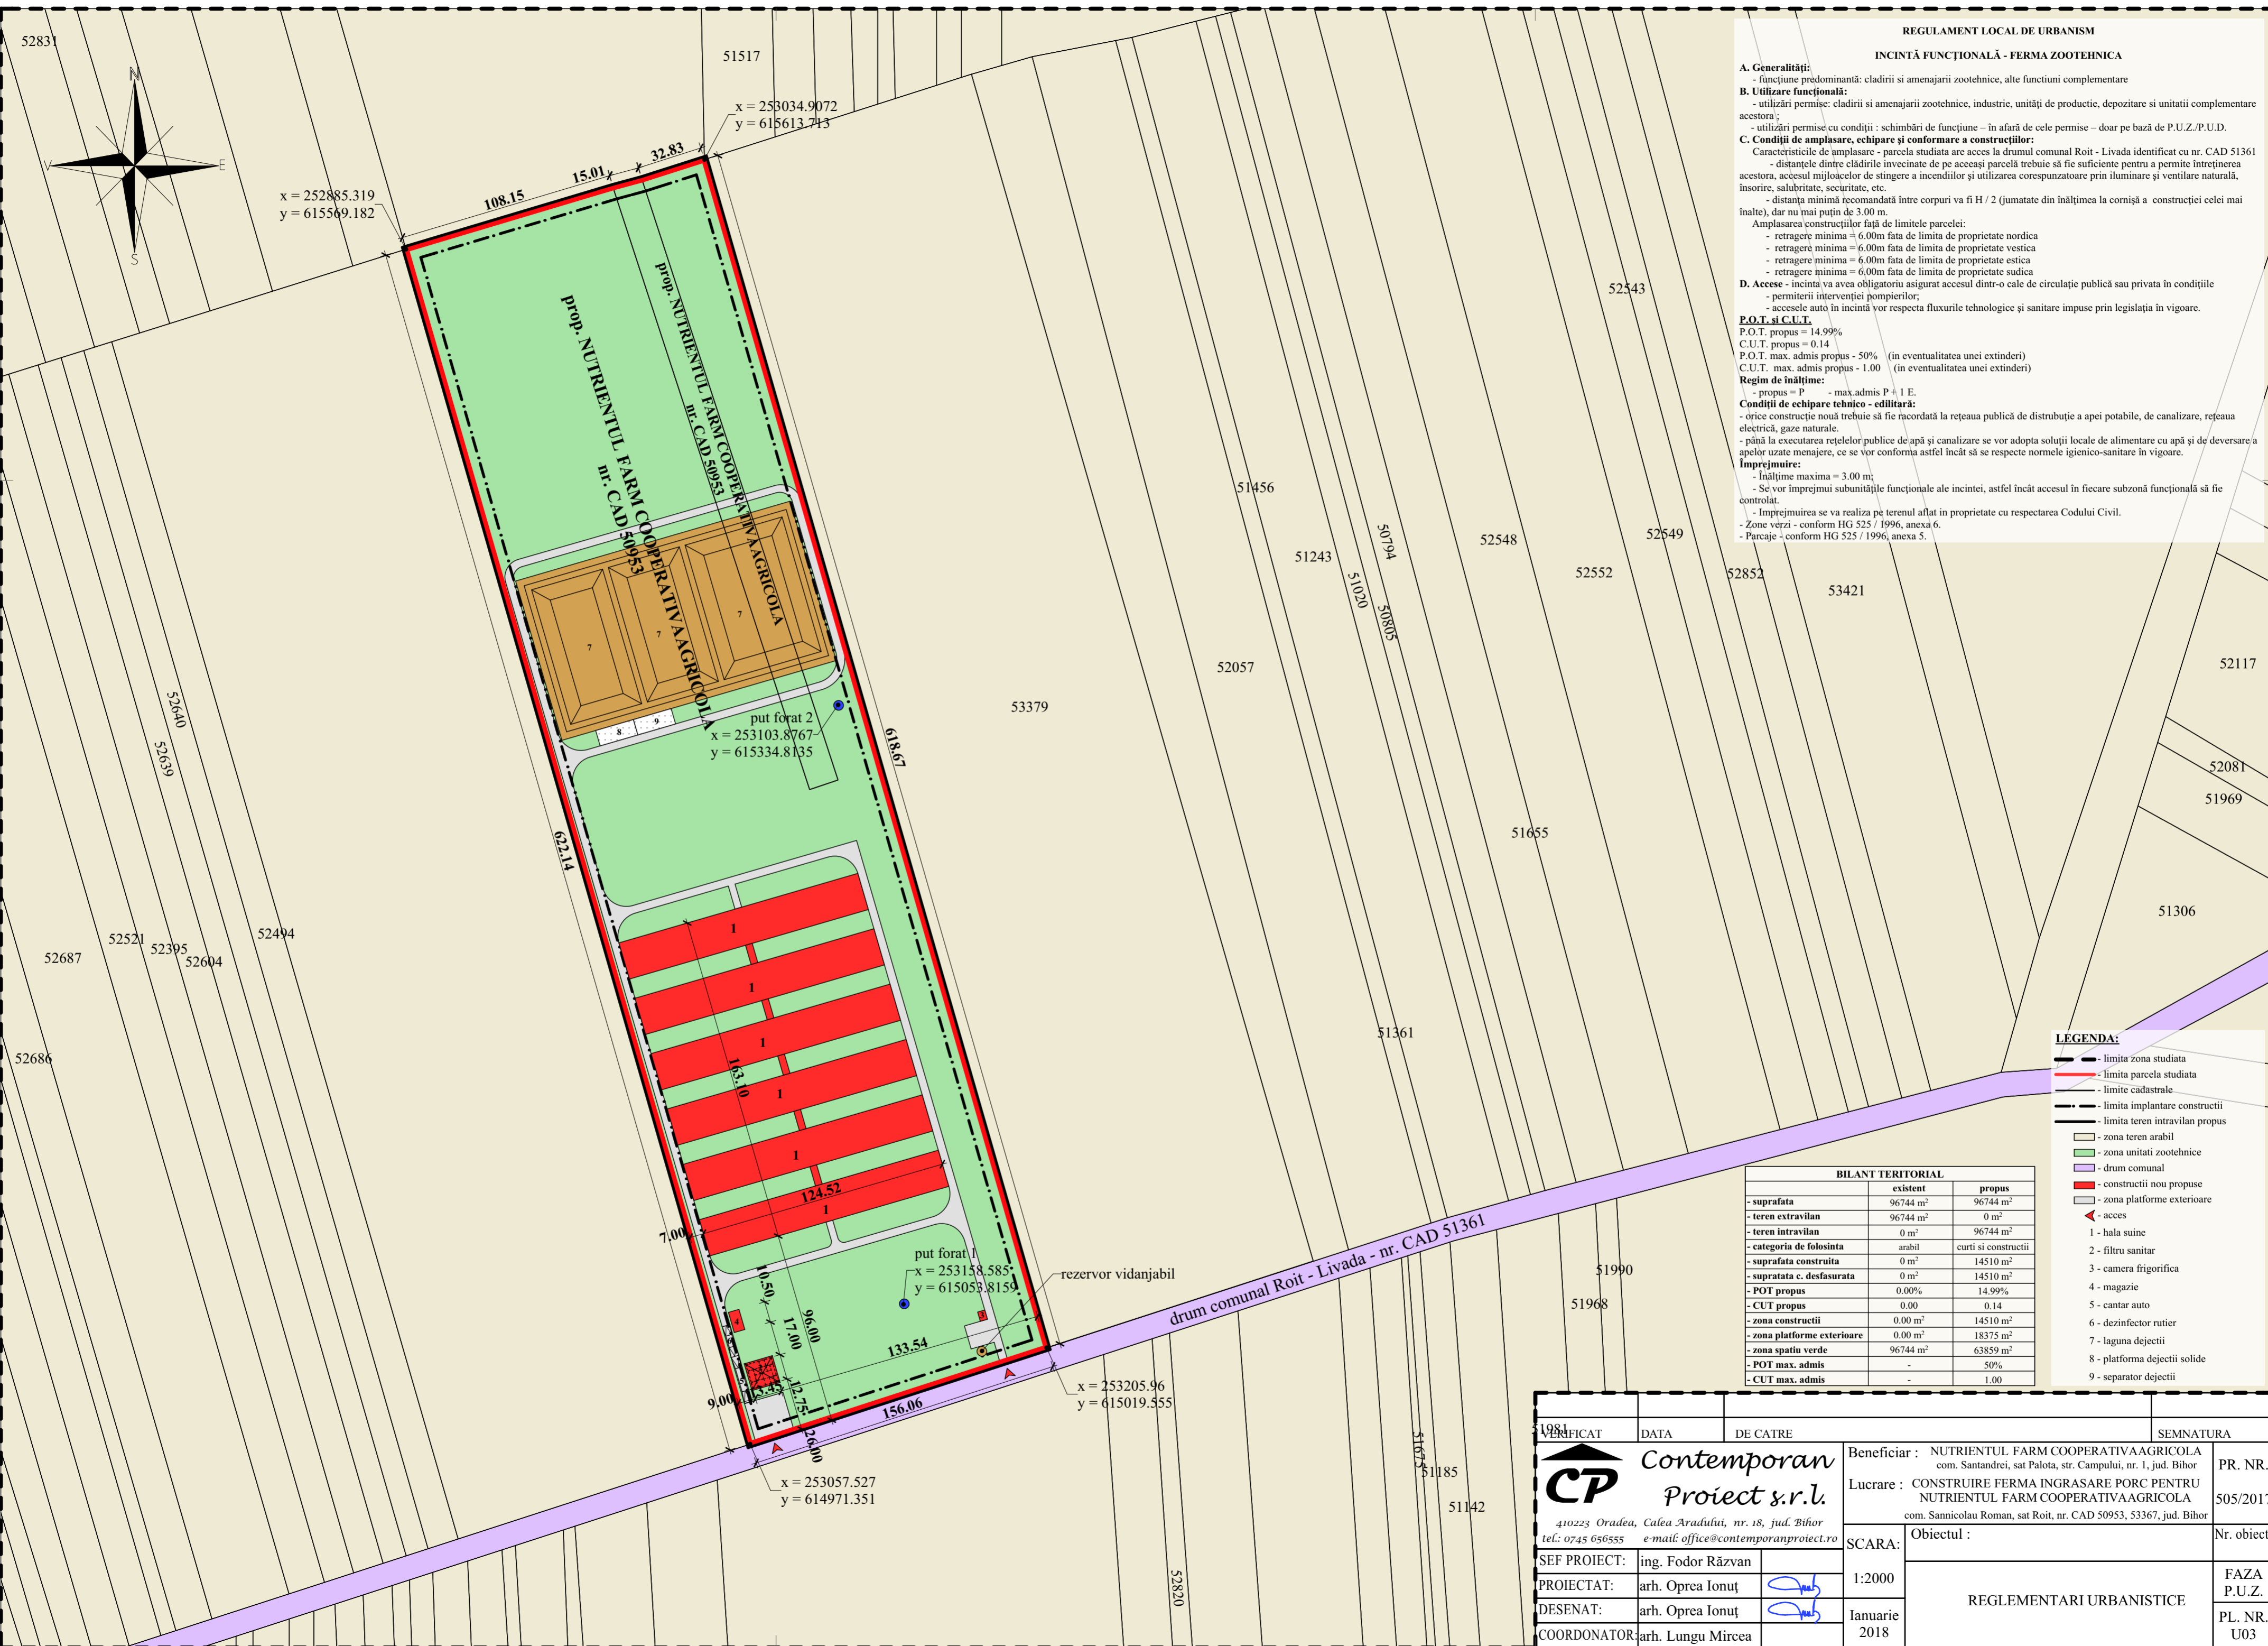 REGULAMENT LOCAL DE URBANISM
INCINTĂ FUNCȚIONALĂ - FERMA ZOOTEHNICA
A. Generalități:
- funcțiune predominantă: cladirii si amenajarii zootehnice, alte functiuni complementare
B. Utilizare funcțională:
- utilizări permise: cladirii si amenajarii zootehnice, industrie, unități de productie, depozitare si unitatii complementare
acestora ;
- utilizări permise cu condiții : schimbări de funcțiune – în afară de cele permise – doar pe bază de P.U.Z./P.U.D.
C. Condiții de amplasare, echipare și conformare a construcțiilor:
Caracteristicile de amplasare - parcela studiata are acces la drumul comunal Roit - Livada identificat cu nr. CAD 51361
- distanțele dintre clădirile invecinate de pe aceeași parcelă trebuie să fie suficiente pentru a permite întreținerea
acestora, accesul mijloacelor de stingere a incendiilor și utilizarea corespunzatoare prin iluminare și ventilare naturală,
însorire, salubritate, securitate, etc.
- distanța minimă recomandată între corpuri va fi H / 2 (jumatate din înălțimea la cornișă a construcției celei mai
înalte), dar nu mai puțin de 3.00 m.
Amplasarea construcțiilor față de limitele parcelei:
- retragere minima = 6.00m fata de limita de proprietate nordica
- retragere minima = 6.00m fata de limita de proprietate vestica
- retragere minima = 6.00m fata de limita de proprietate estica
- retragere minima = 6.00m fata de limita de proprietate sudica
D. Accese - incinta va avea obligatoriu asigurat accesul dintr-o cale de circulație publică sau privata în condițiile
- permiterii intervenției pompierilor;
- accesele auto în incintă vor respecta fluxurile tehnologice și sanitare impuse prin legislația în vigoare.
P.O.T. și C.U.T.
P.O.T. propus = 14.99%
C.U.T. propus = 0.14
P.O.T. max. admis propus - 50% (in eventualitatea unei extinderi)
C.U.T. max. admis propus - 1.00 (in eventualitatea unei extinderi)
Regim de înălțime:
- propus = P - max.admis P + 1 E.
Condiții de echipare tehnico - edilitară:
- orice construcție nouă trebuie să fie racordată la rețeaua publică de distrubuție a apei potabile, de canalizare, rețeaua
electrică, gaze naturale.
- până la executarea rețelelor publice de apă și canalizare se vor adopta soluții locale de alimentare cu apă și de deversare a
apelor uzate menajere, ce se vor conforma astfel încât să se respecte normele igienico-sanitare în vigoare.
Împrejmuire:
- Înălțime maxima = 3.00 m;
- Se vor împrejmui subunitățile funcționale ale incintei, astfel încât accesul în fiecare subzonă funcțională să fie
controlat.
- Imprejmuirea se va realiza pe terenul aflat in proprietate cu respectarea Codului Civil.
- Zone verzi - conform HG 525 / 1996, anexa 6.
- Parcaje - conform HG 525 / 1996, anexa 5.
N
V
E
S
52831
51517
x = 253034.9072
y = 615613.713
x = 252885.319
y = 615569.182
108.15
15.01
32.83
prop. NUTRIENTUL FARM COOPERATIVA AGRICOLA
nr. CAD 50953
prop. NUTRIENTUL FARM COOPERATIVA AGRICOLA
nr. CAD 50953
7
7
7
8
9
put forat 2
x = 253103.8767
y = 615334.8135
618.67
622.14
52543
51456
51243
50794
51020
50805
52548
52549
52552
52852
53421
52117
52057
53379
52081
51969
51655
51306
51361
52640
52639
52494
52521
52395
52604
52687
52686
1
1
1
1
1
1
163.10
124.52
7.00
put forat 1
x = 253158.585
y = 615053.8159
rezervor vidanjabil
10.50
96.00
17.00
133.54
4
3
12.75
9.00
26.00
156.06
x = 253205.96
y = 615019.555
x = 253057.527
y = 614971.351
drum comunal Roit - Livada - nr. CAD 51361
51990
51968
51981
51675
51185
51142
52820
LEGENDA:
- limita zona studiata
- limita parcela studiata
- limite cadastrale
- limita implantare constructii
- limita teren intravilan propus
- zona teren arabil
- zona unitati zootehnice
- drum comunal
- constructii nou propuse
- zona platforme exterioare
- acces
1 - hala suine
2 - filtru sanitar
3 - camera frigorifica
4 - magazie
5 - cantar auto
6 - dezinfector rutier
7 - laguna dejectii
8 - platforma dejectii solide
9 - separator dejectii
BILANT TERITORIAL
existent propus
- suprafata 96744 m² 96744 m²
- teren extravilan 96744 m² 0 m²
- teren intravilan 0 m² 96744 m²
- categoria de folosinta arabil curti si constructii
- suprafata construita 0 m² 14510 m²
- supratata c. desfasurata 0 m² 14510 m²
- POT propus 0.00% 14.99%
- CUT propus 0.00 0.14
- zona constructii 0.00 m² 14510 m²
- zona platforme exterioare 0.00 m² 18375 m²
- zona spatiu verde 96744 m² 63859 m²
- POT max. admis - 50%
- CUT max. admis - 1.00
VERIFICAT DATA DE CATRE SEMNATURA
CP
Contemporan
Proiect s.r.l.
410223 Oradea, Calea Aradului, nr. 18, jud. Bihor
tel.: 0745 656555 e-mail: office@contemporanproiect.ro
Beneficiar : NUTRIENTUL FARM COOPERATIVA AGRICOLA
com. Santandrei, sat Palota, str. Campului, nr. 1, jud. Bihor
Lucrare : CONSTRUIRE FERMA INGRASARE PORC PENTRU
NUTRIENTUL FARM COOPERATIVA AGRICOLA
com. Sannicolau Roman, sat Roit, nr. CAD 50953, 53367, jud. Bihor
PR. NR.
505/2017
SEF PROIECT: ing. Fodor Răzvan
PROIECTAT: arh. Oprea Ionuț
DESENAT: arh. Oprea Ionuț
COORDONATOR: arh. Lungu Mircea
SCARA:
1:2000
Ianuarie
2018
Obiectul :
REGLEMENTARI URBANISTICE
Nr. obiect
FAZA
P.U.Z.
PL. NR.
U03